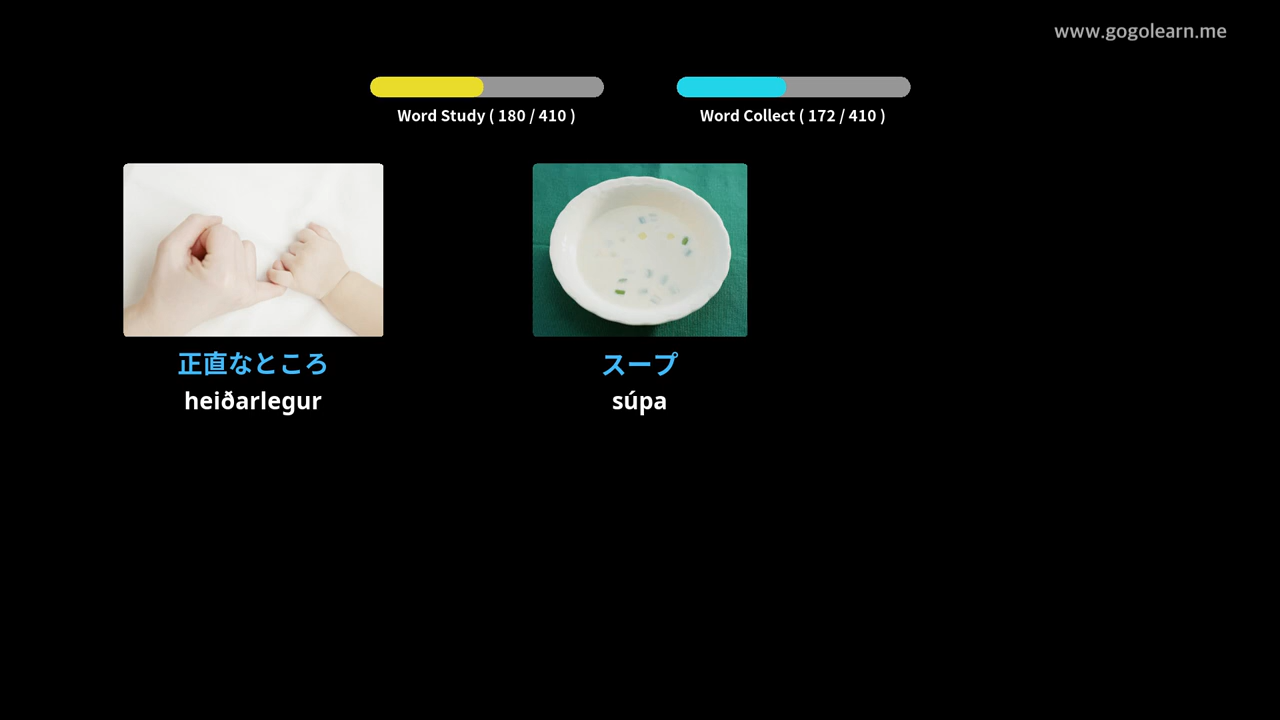 www.gogolearn.me
Word Study ( 180 / 410 )
Word Collect ( 172 / 410 )
正直なところ
heiðarlegur
スープ
súpa